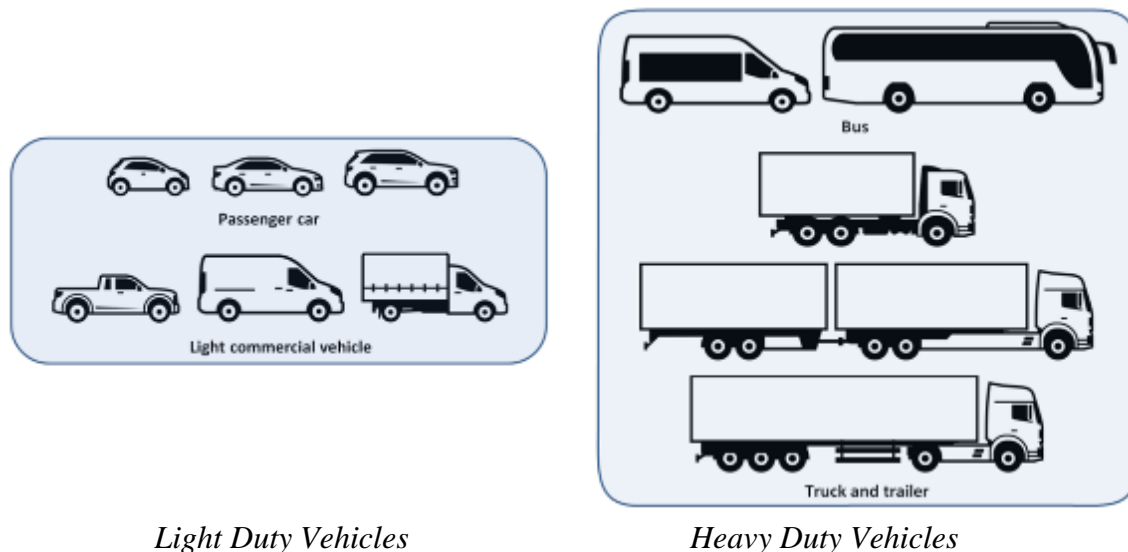 Passenger car
Light commercial vehicle
Light Duty Vehicles
Bus
Truck and trailer
Heavy Duty Vehicles